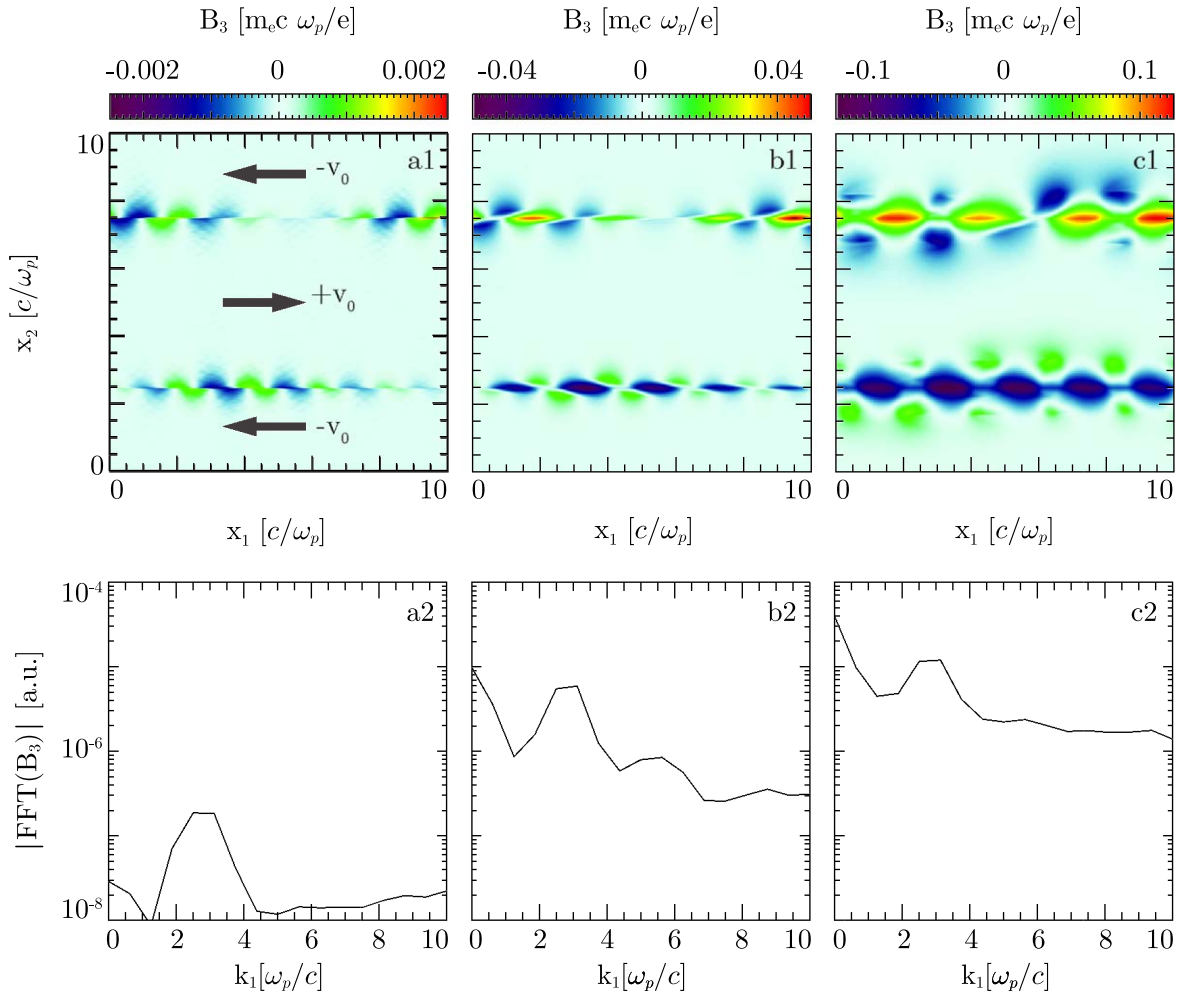 B₃ [mₑc ωₚ/e] B₃ [mₑc ωₚ/e] B₃ [mₑc ωₚ/e]
-0.002 0 0.002 -0.04 0 0.04 -0.1 0 0.1
10 a1 b1 c1
-v₀
x₂ [c/ωₚ]
+v₀
-v₀
0
0 10 0 10 0 10
x₁ [c/ωₚ] x₁ [c/ωₚ] x₁ [c/ωₚ]
10⁻⁴
a2 b2 c2
|FFT(B₃)| [a.u.]
10⁻⁶
10⁻⁸
0 2 4 6 8 10 0 2 4 6 8 10 0 2 4 6 8 10
k₁[ωₚ/c] k₁[ωₚ/c] k₁[ωₚ/c]